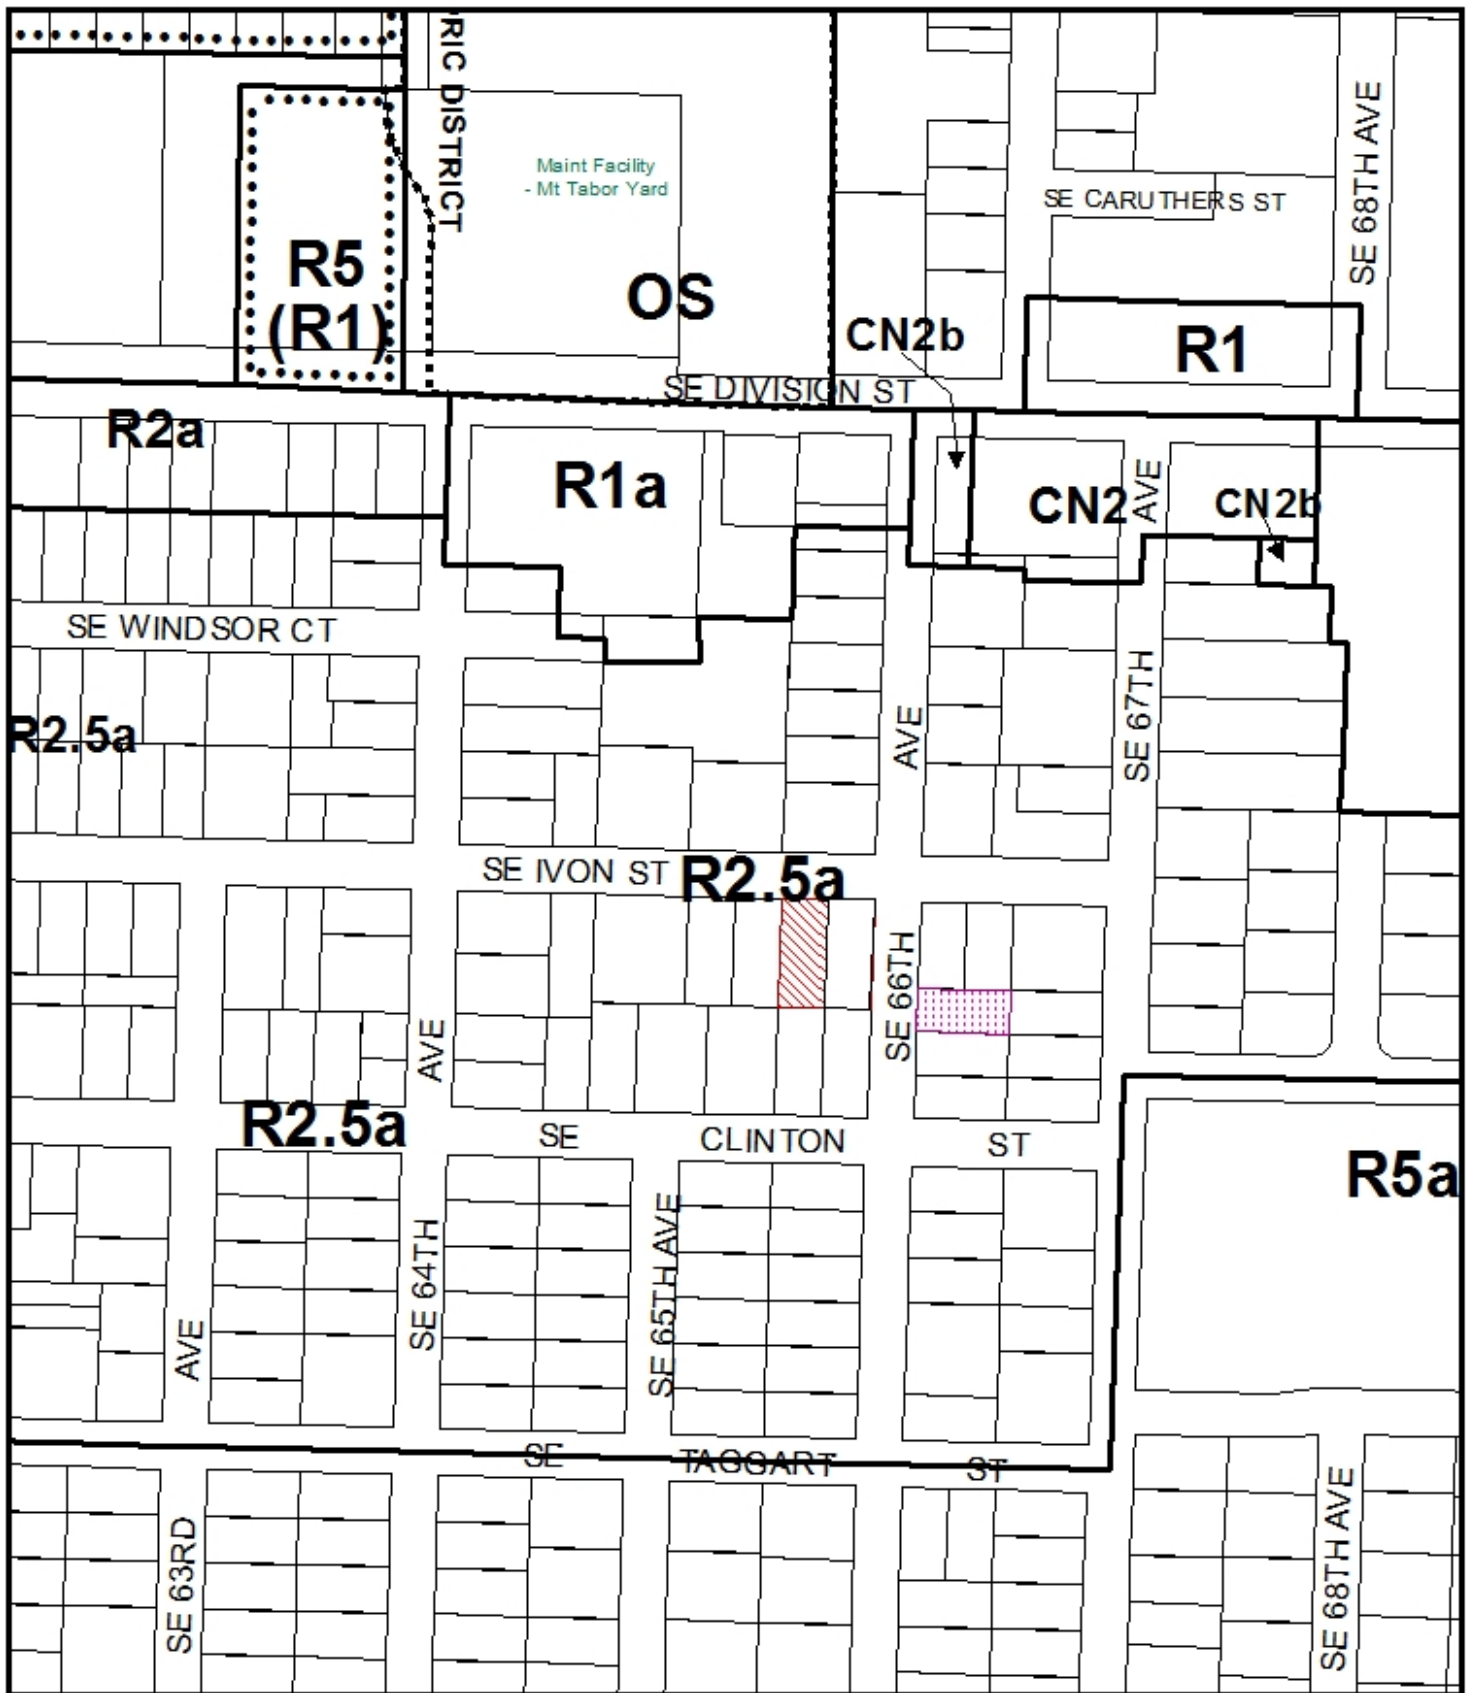 RIC DISTRICT
SE 68TH AVE
Maint Facility
- Mt Tabor Yard
SE CARUTHERS ST
R5
(R1)
OS
CN2b
R1
SE DIVISION ST
R2a
R1a
CN2
AVE
CN2b
SE WINDSOR CT
R2.5a
AVE
SE 67TH
SE IVON ST
R2.5a
SE 66TH
AVE
R2.5a
SE CLINTON ST
R5a
SE 64TH
SE 65TH AVE
AVE
SE TAGGART ST
SE 63RD
SE 68TH AVE